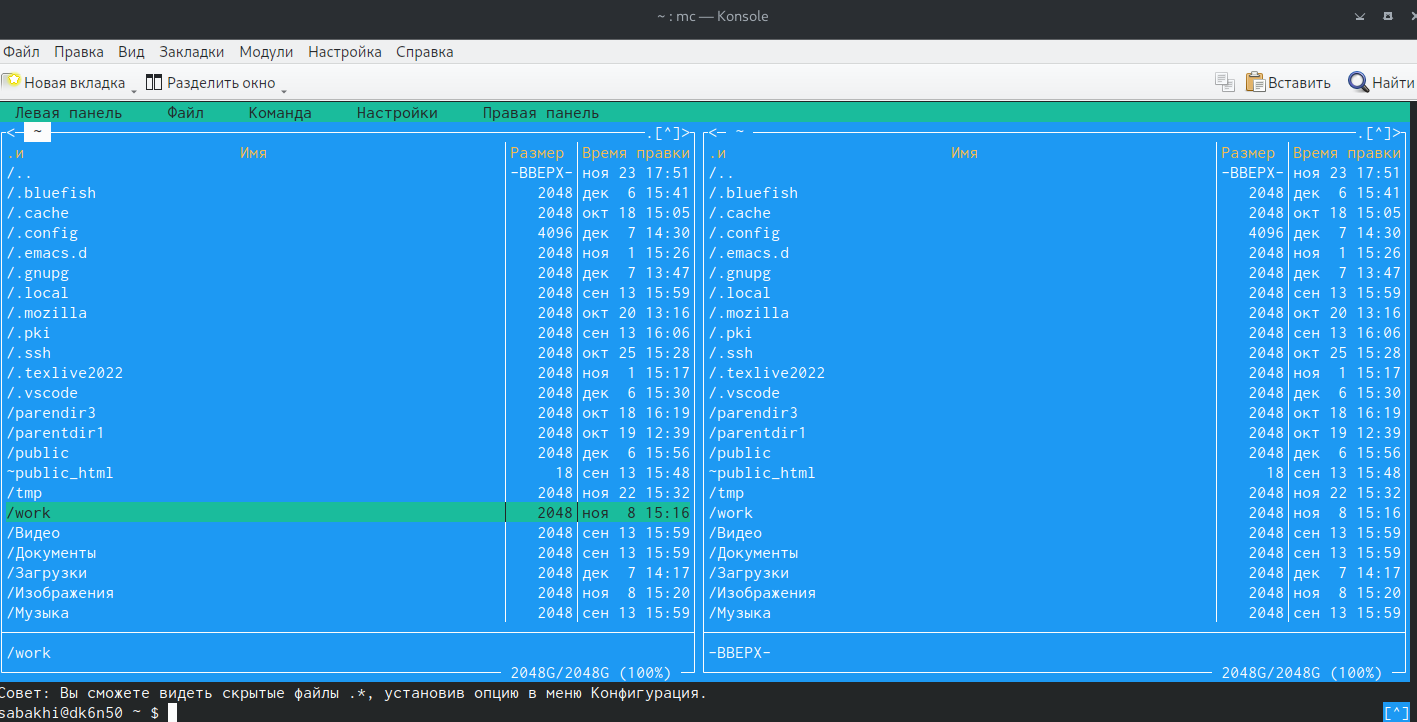 ~ : mc — Konsole
Файл Правка Вид Закладки Модули Настройка Справка
Новая вкладка Разделить окно Вставить Найти
Левая панель Файл Команда Настройки Правая панель
<– ~ .[^]> <– ~ .[^]>
.и Имя Размер Время правки .и Имя Размер Время правки
/.. -ВВЕРХ- ноя 23 17:51 /.. -ВВЕРХ- ноя 23 17:51
/.bluefish 2048 дек 6 15:41 /.bluefish 2048 дек 6 15:41
/.cache 2048 окт 18 15:05 /.cache 2048 окт 18 15:05
/.config 4096 дек 7 14:30 /.config 4096 дек 7 14:30
/.emacs.d 2048 ноя 1 15:26 /.emacs.d 2048 ноя 1 15:26
/.gnupg 2048 дек 7 13:47 /.gnupg 2048 дек 7 13:47
/.local 2048 сен 13 15:59 /.local 2048 сен 13 15:59
/.mozilla 2048 окт 20 13:16 /.mozilla 2048 окт 20 13:16
/.pki 2048 сен 13 16:06 /.pki 2048 сен 13 16:06
/.ssh 2048 окт 25 15:28 /.ssh 2048 окт 25 15:28
/.texlive2022 2048 ноя 1 15:17 /.texlive2022 2048 ноя 1 15:17
/.vscode 2048 дек 6 15:30 /.vscode 2048 дек 6 15:30
/parendir3 2048 окт 18 16:19 /parendir3 2048 окт 18 16:19
/parentdir1 2048 окт 19 12:39 /parentdir1 2048 окт 19 12:39
/public 2048 дек 6 15:56 /public 2048 дек 6 15:56
~public_html 18 сен 13 15:48 ~public_html 18 сен 13 15:48
/tmp 2048 ноя 22 15:32 /tmp 2048 ноя 22 15:32
/work 2048 ноя 8 15:16 /work 2048 ноя 8 15:16
/Видео 2048 сен 13 15:59 /Видео 2048 сен 13 15:59
/Документы 2048 сен 13 15:59 /Документы 2048 сен 13 15:59
/Загрузки 2048 дек 7 14:17 /Загрузки 2048 дек 7 14:17
/Изображения 2048 ноя 8 15:20 /Изображения 2048 ноя 8 15:20
/Музыка 2048 сен 13 15:59 /Музыка 2048 сен 13 15:59
/work -ВВЕРХ-
2048G/2048G (100%) 2048G/2048G (100%)
Совет: Вы сможете видеть скрытые файлы .*, установив опцию в меню Конфигурация.
sabakhi@dk6n50 ~ $ [^]